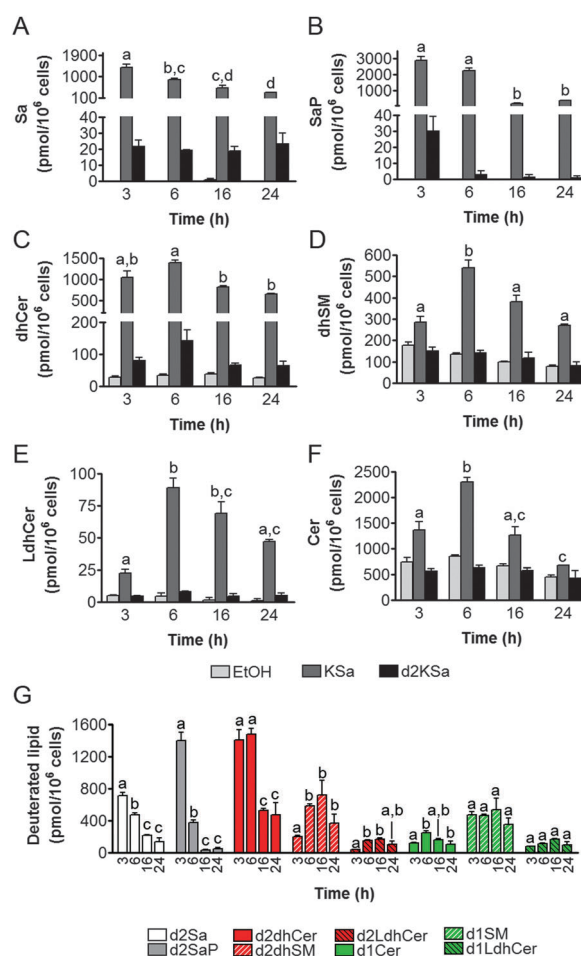 A
Sa
(pmol/10⁶ cells)
1900
1000
100
40
30
20
10
0
a
b,c
c,d
d
3 6 16 24
Time (h)
B
SaP
(pmol/10⁶ cells)
3000
2000
1000
40
30
20
10
0
a
a
b
b
3 6 16 24
Time (h)
C
dhCer
(pmol/10⁶ cells)
1500
1000
500
200
100
0
a,b
a
b
b
3 6 16 24
Time (h)
D
dhSM
(pmol/10⁶ cells)
600
500
400
300
200
100
0
a
b
a
a
3 6 16 24
Time (h)
E
LdhCer
(pmol/10⁶ cells)
100
75
50
25
0
a
b
b,c
a,c
3 6 16 24
Time (h)
F
Cer
(pmol/10⁶ cells)
2500
2000
1500
1000
500
0
a
b
a,c
c
3 6 16 24
Time (h)
EtOH KSa d2KSa
G
Deuterated lipid
(pmol/10⁶ cells)
1600
1200
800
400
0
a b c c
a b c c
a a c c
a b b b
a b b a,b
a b a,b b
a a a a
a a a a
3 6 16 24 3 6 16 24 3 6 16 24 3 6 16 24 3 6 16 24 3 6 16 24 3 6 16 24 3 6 16 24
Time (h)
d2Sa d2dhCer d2LdhCer d1SM
d2SaP d2dhSM d1Cer d1LdhCer